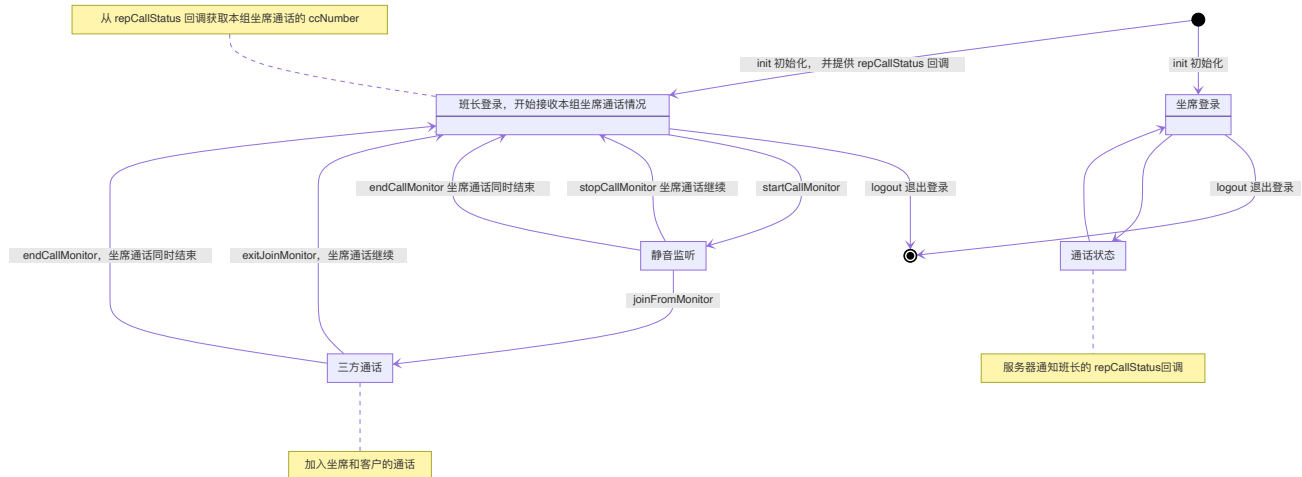 从 repCallStatus 回调获取本组坐席通话的 ccNumber
init 初始化， 并提供 repCallStatus 回调
init 初始化
班长登录，开始接收本组坐席通话情况
坐席登录
endCallMonitor 坐席通话同时结束
stopCallMonitor 坐席通话继续
startCallMonitor
logout 退出登录
logout 退出登录
endCallMonitor，坐席通话同时结束
exitJoinMonitor，坐席通话继续
静音监听
通话状态
joinFromMonitor
三方通话
服务器通知班长的 repCallStatus回调
加入坐席和客户的通话